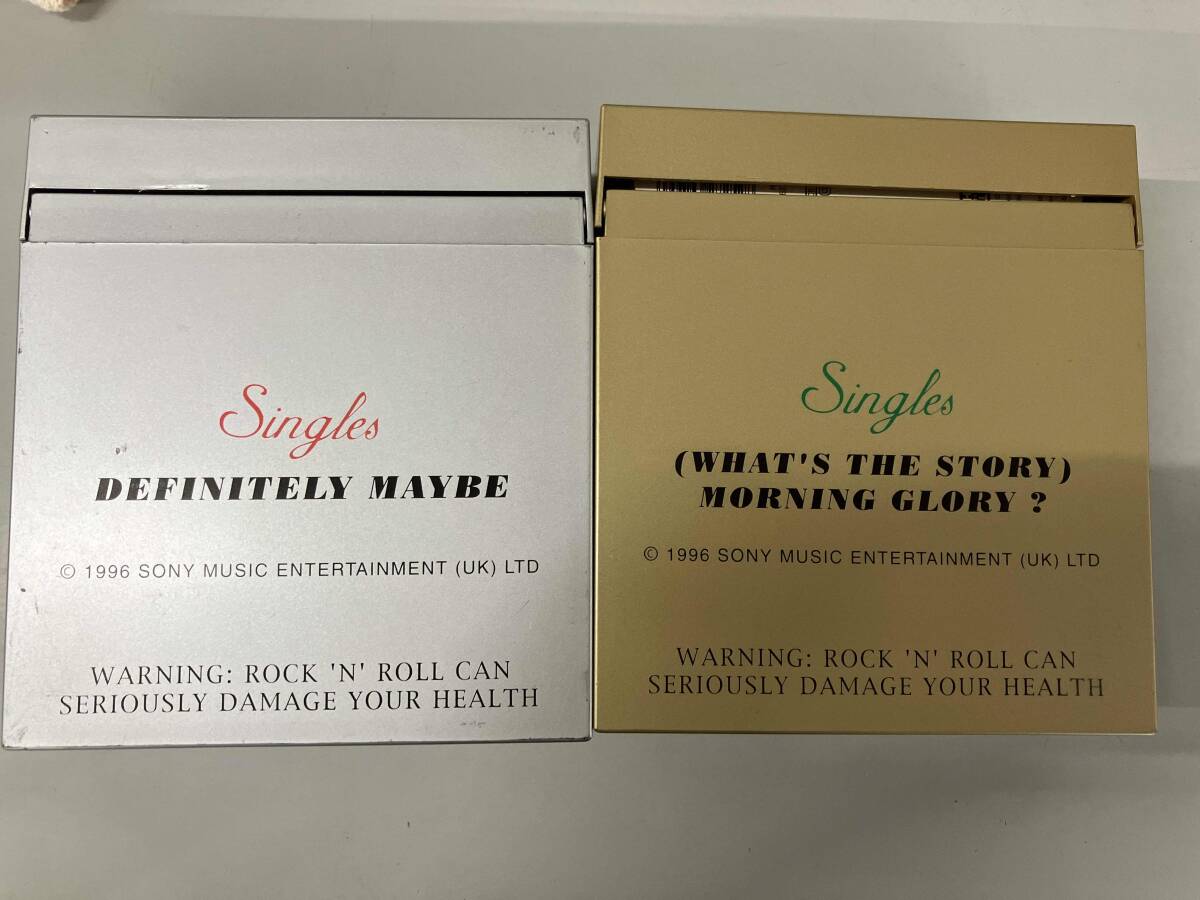 Singles
DEFINITELY MAYBE
© 1996 SONY MUSIC ENTERTAINMENT (UK) LTD
WARNING: ROCK 'N' ROLL CAN
SERIOUSLY DAMAGE YOUR HEALTH
Singles
(WHAT'S THE STORY)
MORNING GLORY ?
© 1996 SONY MUSIC ENTERTAINMENT (UK) LTD
WARNING: ROCK 'N' ROLL CAN
SERIOUSLY DAMAGE YOUR HEALTH